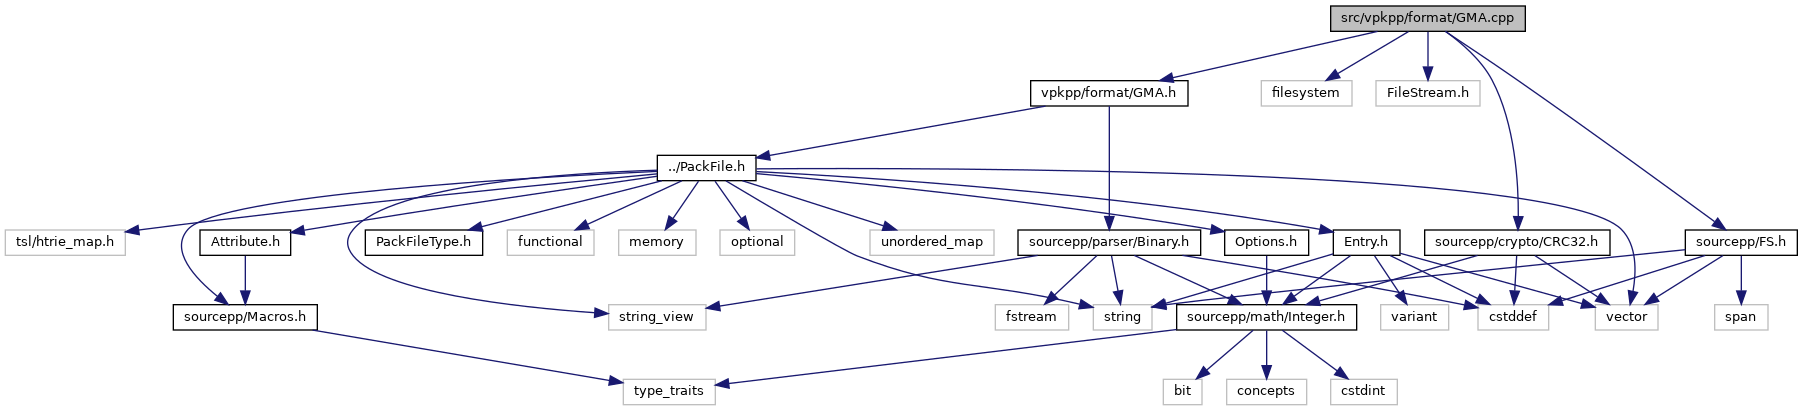 src/vpkpp/format/GMA.cpp
vpkpp/format/GMA.h
filesystem
FileStream.h
../PackFile.h
tsl/htrie_map.h
Attribute.h
PackFileType.h
functional
memory
optional
unordered_map
sourcepp/parser/Binary.h
Options.h
Entry.h
sourcepp/crypto/CRC32.h
sourcepp/FS.h
sourcepp/Macros.h
string_view
fstream
string
sourcepp/math/Integer.h
variant
cstddef
vector
span
type_traits
bit
concepts
cstdint